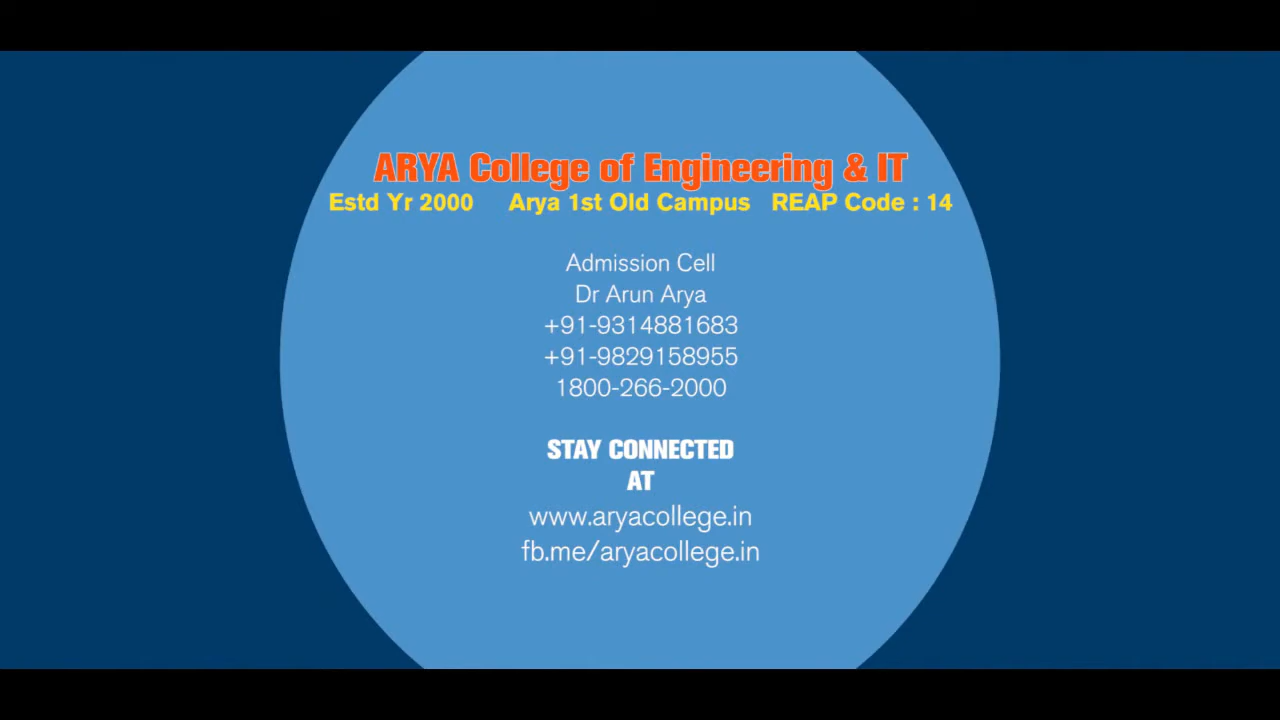 ARYA College of Engineering & IT
Estd Yr 2000 Arya 1st Old Campus REAP Code : 14
Admission Cell
Dr Arun Arya
+91-9314881683
+91-9829158955
1800-266-2000
STAY CONNECTED
AT
www.aryacollege.in
fb.me/aryacollege.in